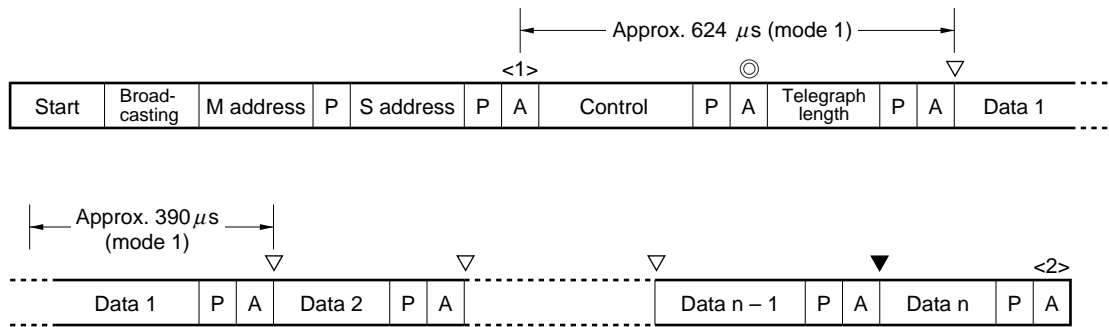 Approx. 624 μs (mode 1)
<1>
Start Broad-casting M address P S address P A Control P A Telegraph length P A Data 1
Approx. 390 μs
(mode 1)
<2>
Data 1 P A Data 2 P A Data n – 1 P A Data n P A